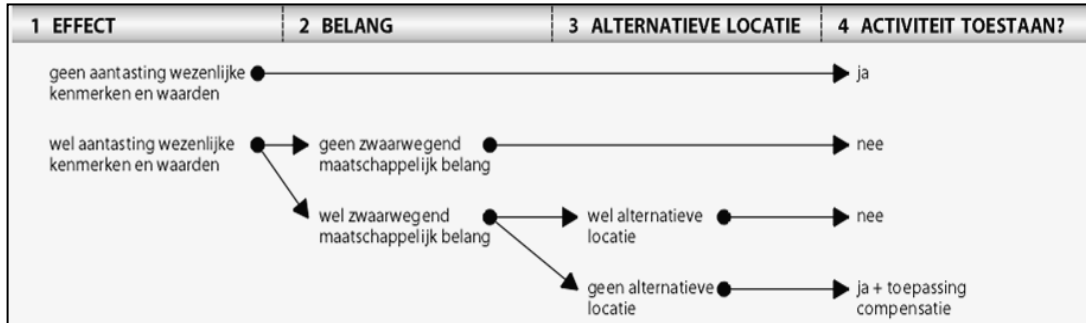 1 EFFECT
2 BELANG
3 ALTERNATIEVE LOCATIE
4 ACTIVITEIT TOESTAAN?
geen aantasting wezenlijke
kenmerken en waarden
ja
wel aantasting wezenlijke
kenmerken en waarden
geen zwaarwegend
maatschappelijk belang
nee
wel zwaarwegend
maatschappelijk belang
wel alternatieve
locatie
nee
geen alternatieve
locatie
ja + toepassing
compensatie